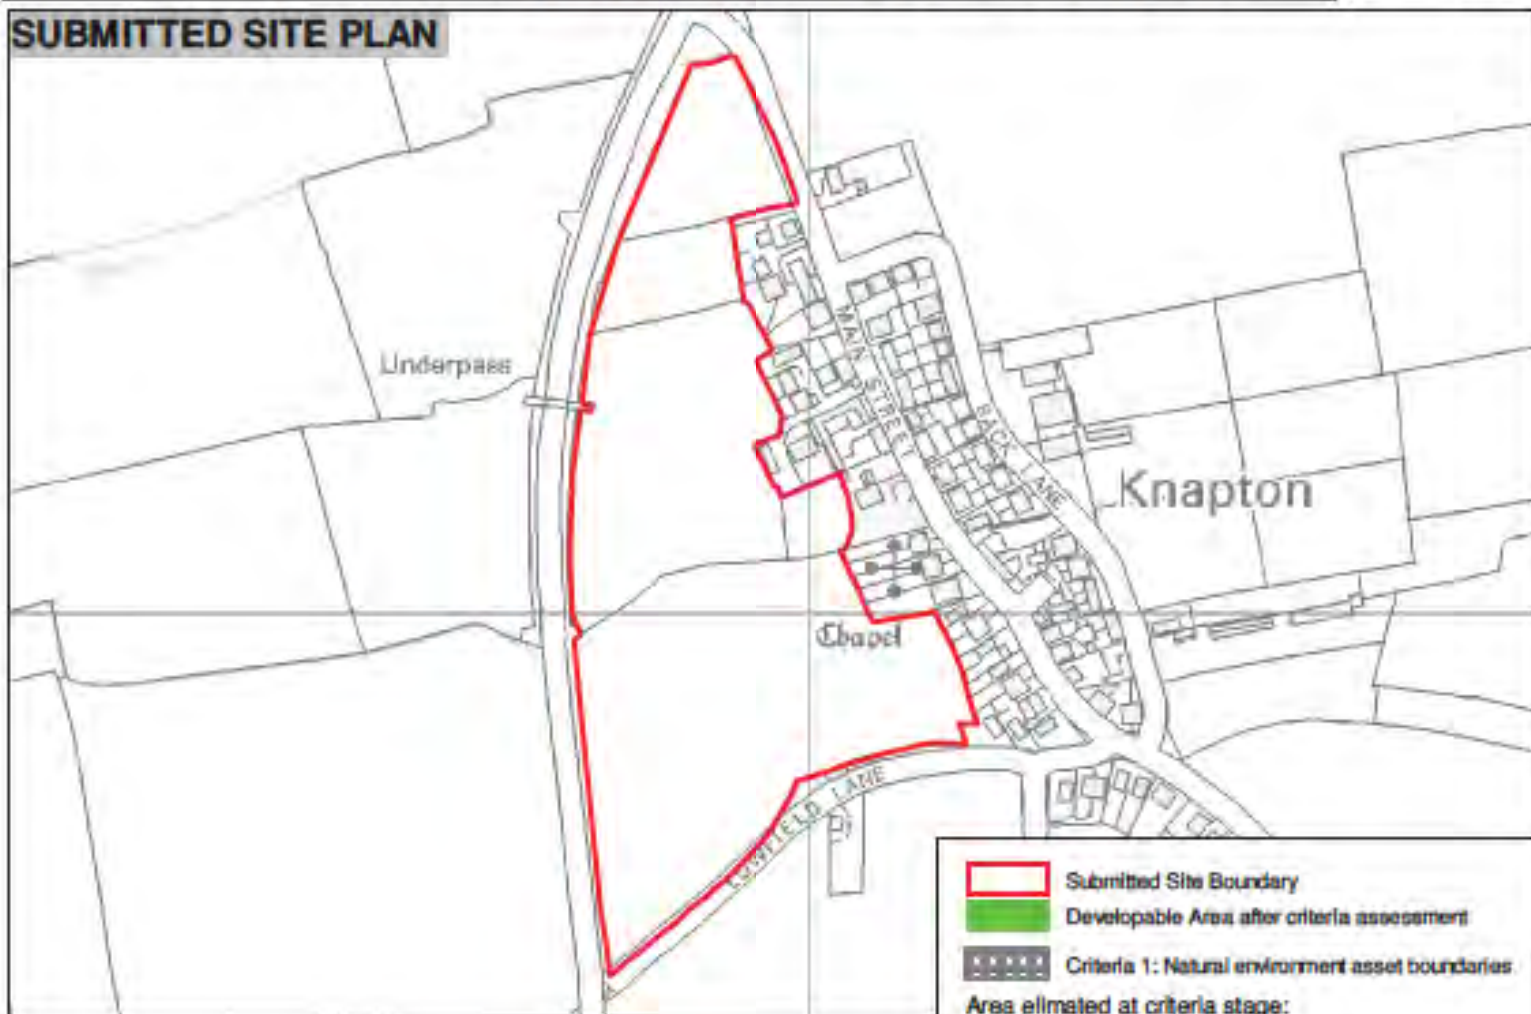 SUBMITTED SITE PLAN
Underpass
MAIN STREET
BACK LANE
Knapton
Chapel
LOWFIELD LANE
Submitted Site Boundary
Developable Area after criteria assessment
Criteria 1: Natural environment asset boundaries
Area elimated at criteria stage: